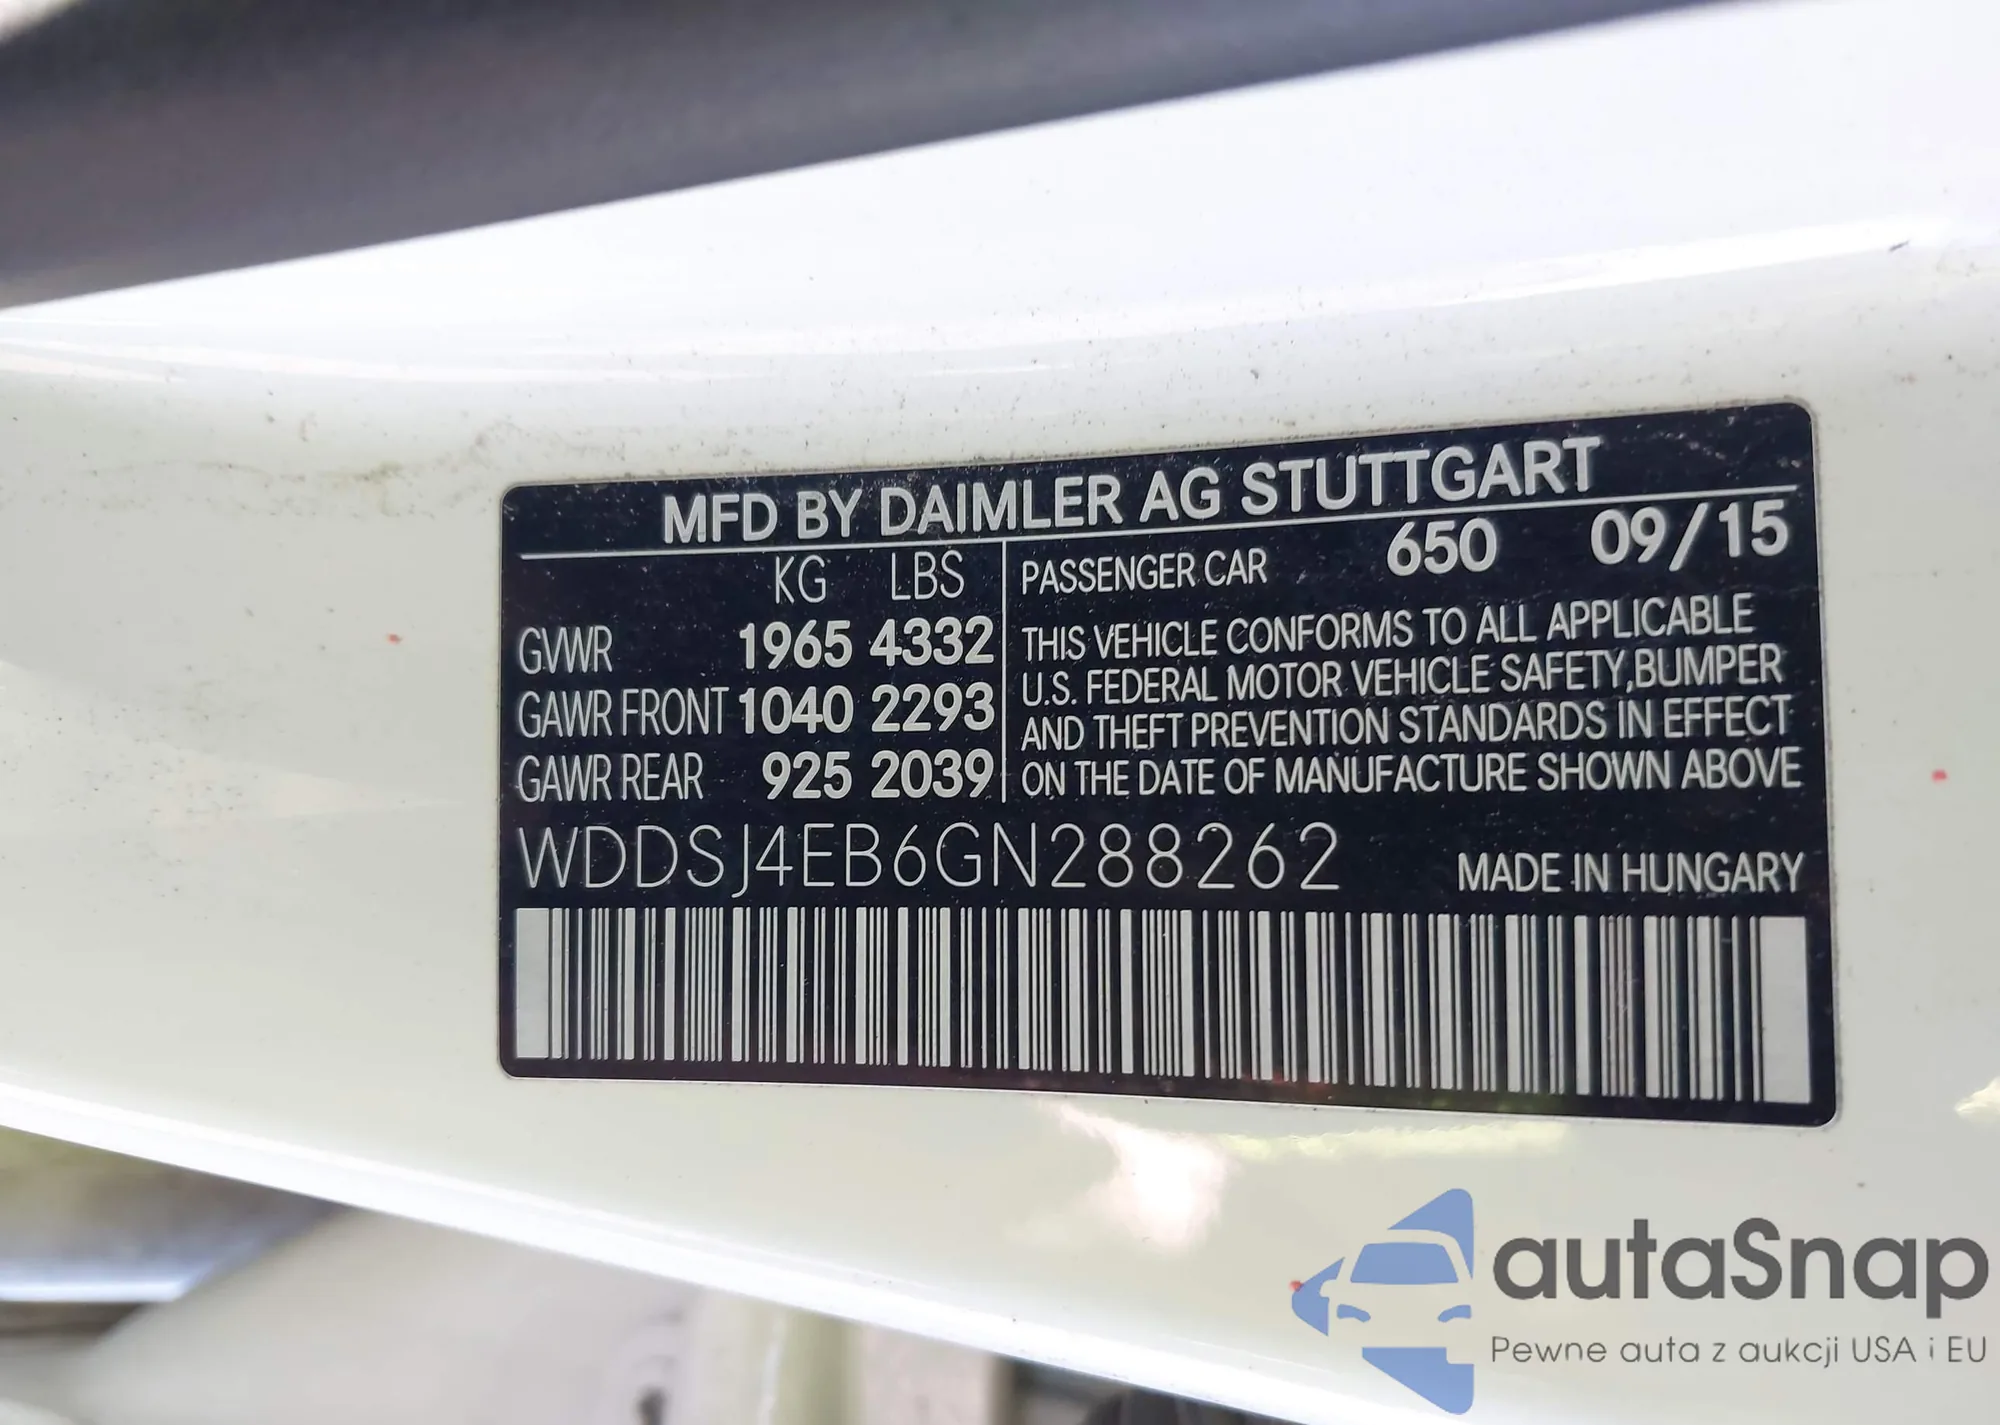 MFD BY DAIMLER AG STUTTGART
KG LBS
GVWR 1965 4332
GAWR FRONT 1040 2293
GAWR REAR 925 2039
PASSENGER CAR 650 09/15
THIS VEHICLE CONFORMS TO ALL APPLICABLE
U.S. FEDERAL MOTOR VEHICLE SAFETY,BUMPER
AND THEFT PREVENTION STANDARDS IN EFFECT
ON THE DATE OF MANUFACTURE SHOWN ABOVE
WDDSJ4EB6GN288262 MADE IN HUNGARY
autaSnap
Pewne auta z aukcji USA i EU